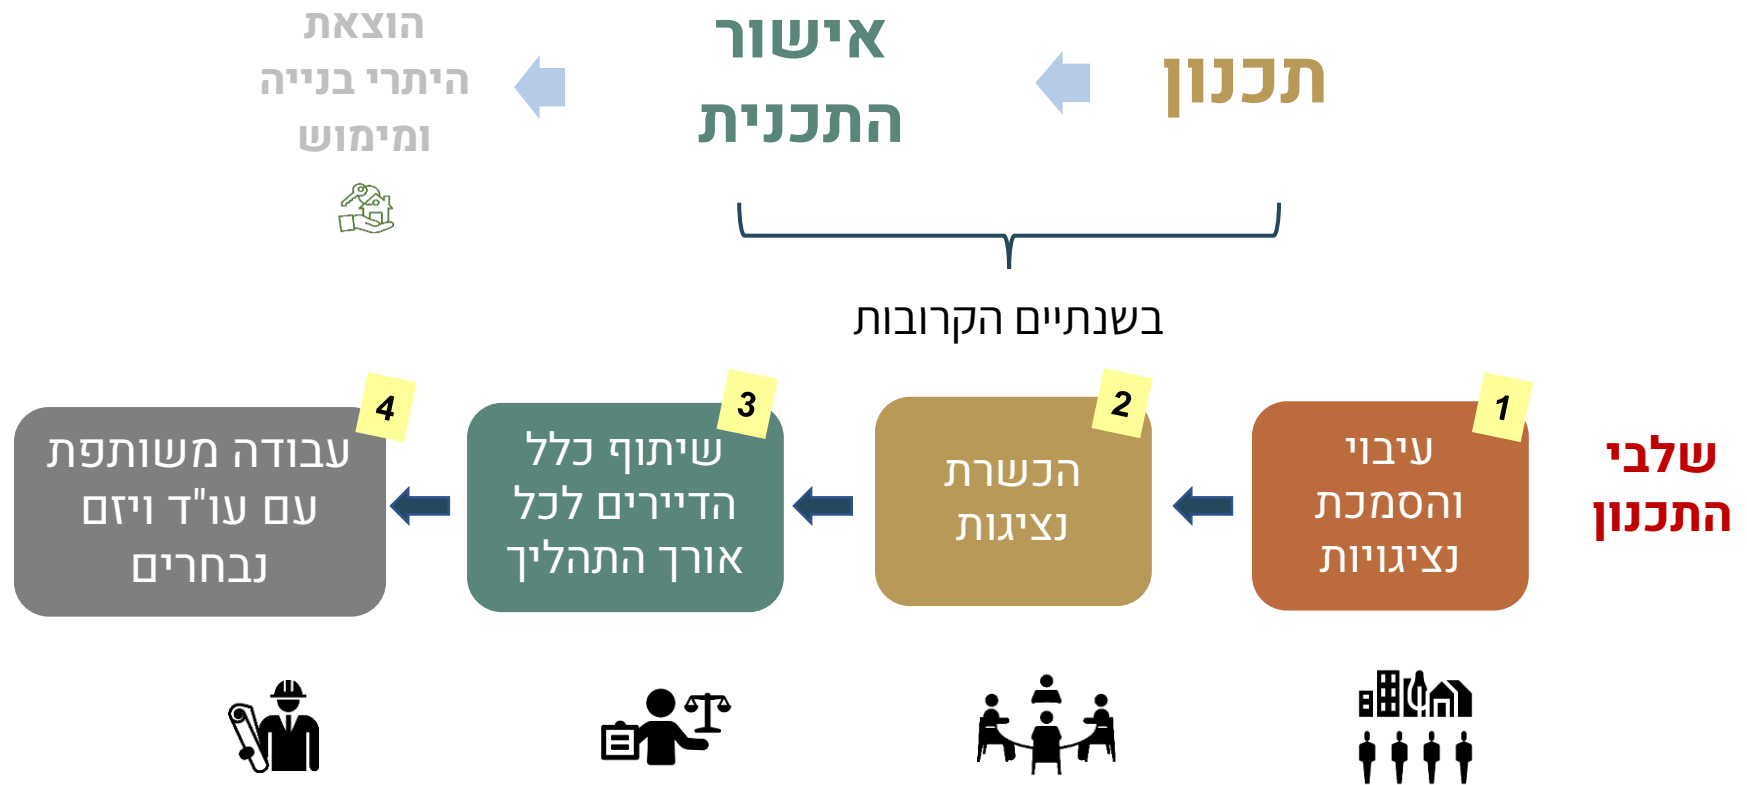 תכנון
אישור
התכנית
הוצאת
היתרי בנייה
ומימוש
בשנתיים הקרובות
שלבי
התכנון
1
עיבוי
והסמכת
נציגויות
2
הכשרת
נציגות
3
שיתוף כלל
הדיירים לכל
אורך התהליך
4
עבודה משותפת
עם עו"ד ויזם
נבחרים